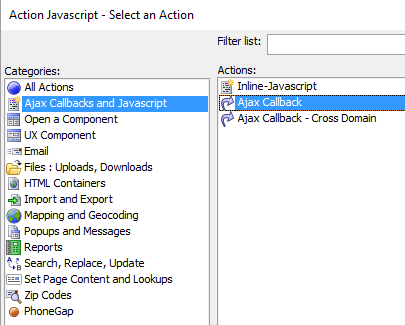 Action Javascript - Select an Action
Filter list:
Categories:
All Actions
Ajax Callbacks and Javascript
Open a Component
UX Component
Email
Files : Uploads, Downloads
HTML Containers
Import and Export
Mapping and Geocoding
Popups and Messages
Reports
Search, Replace, Update
Set Page Content and Lookups
Zip Codes
PhoneGap
Actions:
Inline-Javascript
Ajax Callback
Ajax Callback - Cross Domain